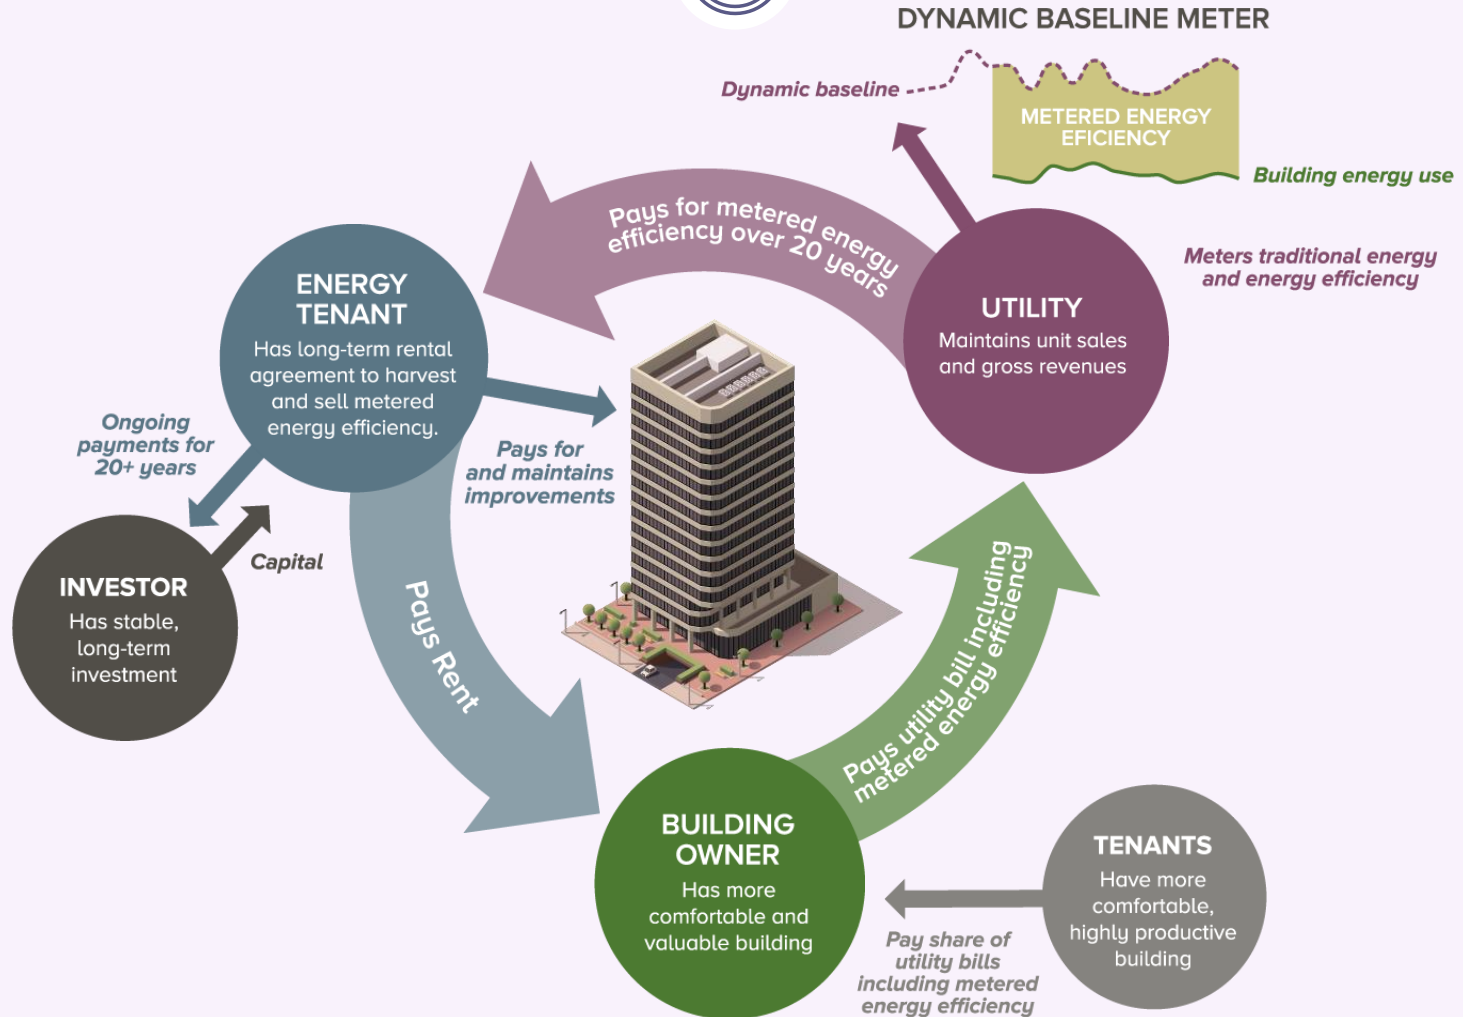 DYNAMIC BASELINE METER
Dynamic baseline
METERED ENERGY
EFICIENCY
Building energy use
Meters traditional energy
and energy efficiency
Pays for metered energy
efficiency over 20 years
UTILITY
Maintains unit sales
and gross revenues
ENERGY
TENANT
Has long-term rental
agreement to harvest
and sell metered
energy efficiency.
Ongoing
payments for
20+ years
Pays for
and maintains
improvements
Capital
INVESTOR
Has stable,
long-term
investment
Pays Rent
Pays utility bill including
metered energy efficiency
BUILDING
OWNER
Has more
comfortable and
valuable building
TENANTS
Have more
comfortable,
highly productive
building
Pay share of
utility bills
including metered
energy efficiency